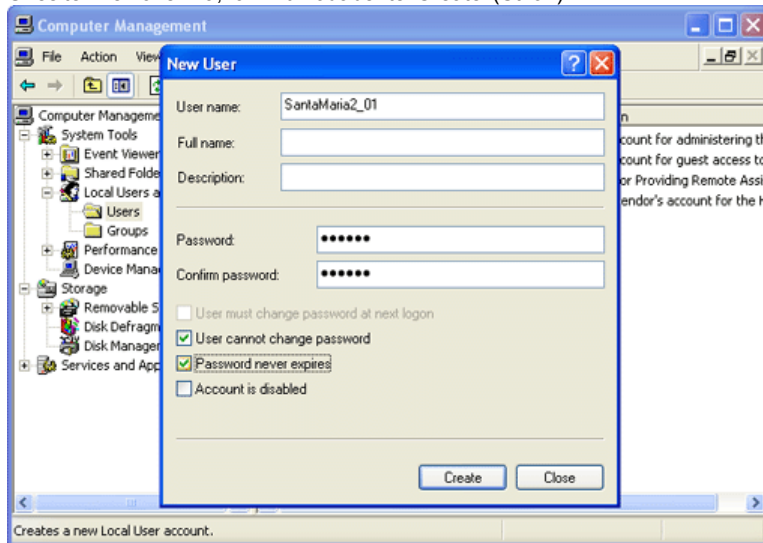 Computer Management
File Action View
New User
User name: SantaMaria2_01
Full name:
Description:
Password: ••••••
Confirm password: ••••••
User must change password at next logon
User cannot change password
Password never expires
Account is disabled
Create Close
Computer Manageme
System Tools
Event Viewer
Shared Folde
Local Users a
Users
Groups
Performance
Device Mana
Storage
Removable S
Disk Defragm
Disk Manager
Services and App
n
count for administering th
count for guest access to
or Providing Remote Assi
endor's account for the H
Creates a new Local User account.